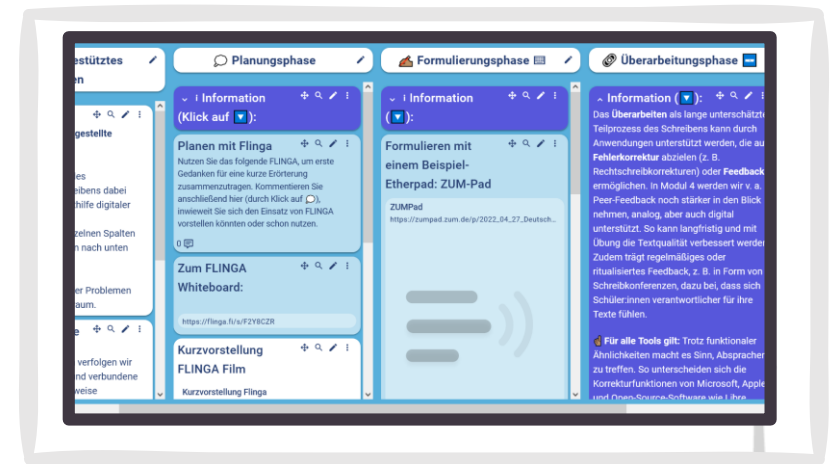 estütztes
en
gestellte
es
eibens dabei
thilfe digitaler
zelnen Spalten
n nach unten
er Problemen
aum.
e
verfolgen wir
und verbundene
weise
Planungsphase
Information
(Klick auf ):
Planen mit Flinga
Nutzen Sie das folgende FLINGA, um erste
Gedanken für eine kurze Erörterung
zusammenzutragen. Kommentieren Sie
anschließend hier (durch Klick auf ),
inwieweit Sie sich den Einsatz von FLINGA
vorstellen könnten oder schon nutzen.
0
Zum FLINGA
Whiteboard:
https://flinga.fi/s/F2Y8CZR
Kurzvorstellung
FLINGA Film
Kurzvorstellung Flinga
Formulierungsphase
Information
( ):
Formulieren mit
einem Beispiel-
Etherpad: ZUM-Pad
ZUMPad
https://zumpad.zum.de/p/2022_04_27_Deutsch...
Überarbeitungsphase
Information ( ):
Das Überarbeiten als lange unterschätzte
Teilprozess des Schreibens kann durch
Anwendungen unterstützt werden, die au
Fehlerkorrektur abzielen (z. B.
Rechtschreibkorrekturen) oder Feedback
ermöglichen. In Modul 4 werden wir v. a.
Peer-Feedback noch stärker in den Blick
nehmen, analog, aber auch digital
unterstützt. So kann langfristig und mit
Übung die Textqualität verbessert werde
Zudem trägt regelmäßiges oder
ritualisiertes Feedback, z. B. in Form von
Schreibkonferenzen, dazu bei, dass sich
Schüler:innen verantwortlicher für ihre
Texte fühlen.
Für alle Tools gilt: Trotz funktionaler
Ähnlichkeiten macht es Sinn, Absprachen
zu treffen. So unterscheiden sich die
Korrekturfunktionen von Microsoft, Apple
und Open-Source-Software wie Libre